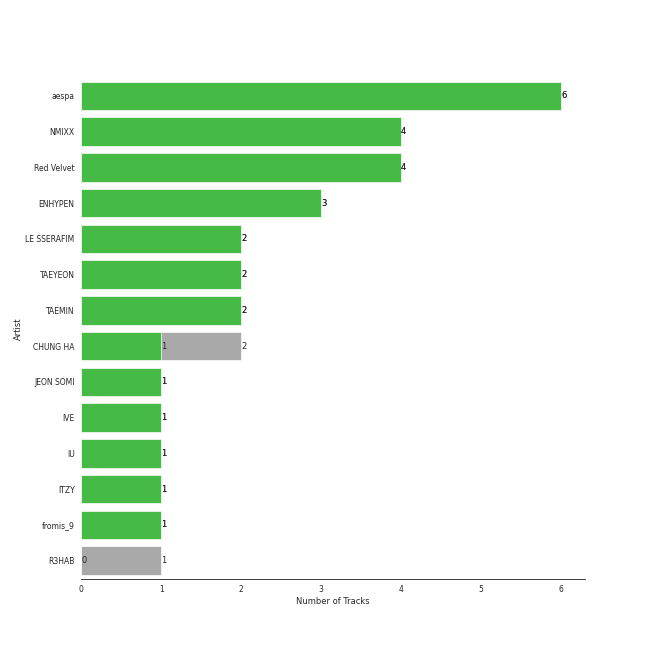 aespa 6
NMIXX 4
Red Velvet 4
ENHYPEN 3
LE SSERAFIM 2
TAEYEON 2
TAEMIN 2
CHUNG HA 1 2
JEON SOMI 1
IVE 1
IU 1
ITZY 1
fromis_9 1
R3HAB 0 1
Artist
0 1 2 3 4 5 6
Number of Tracks